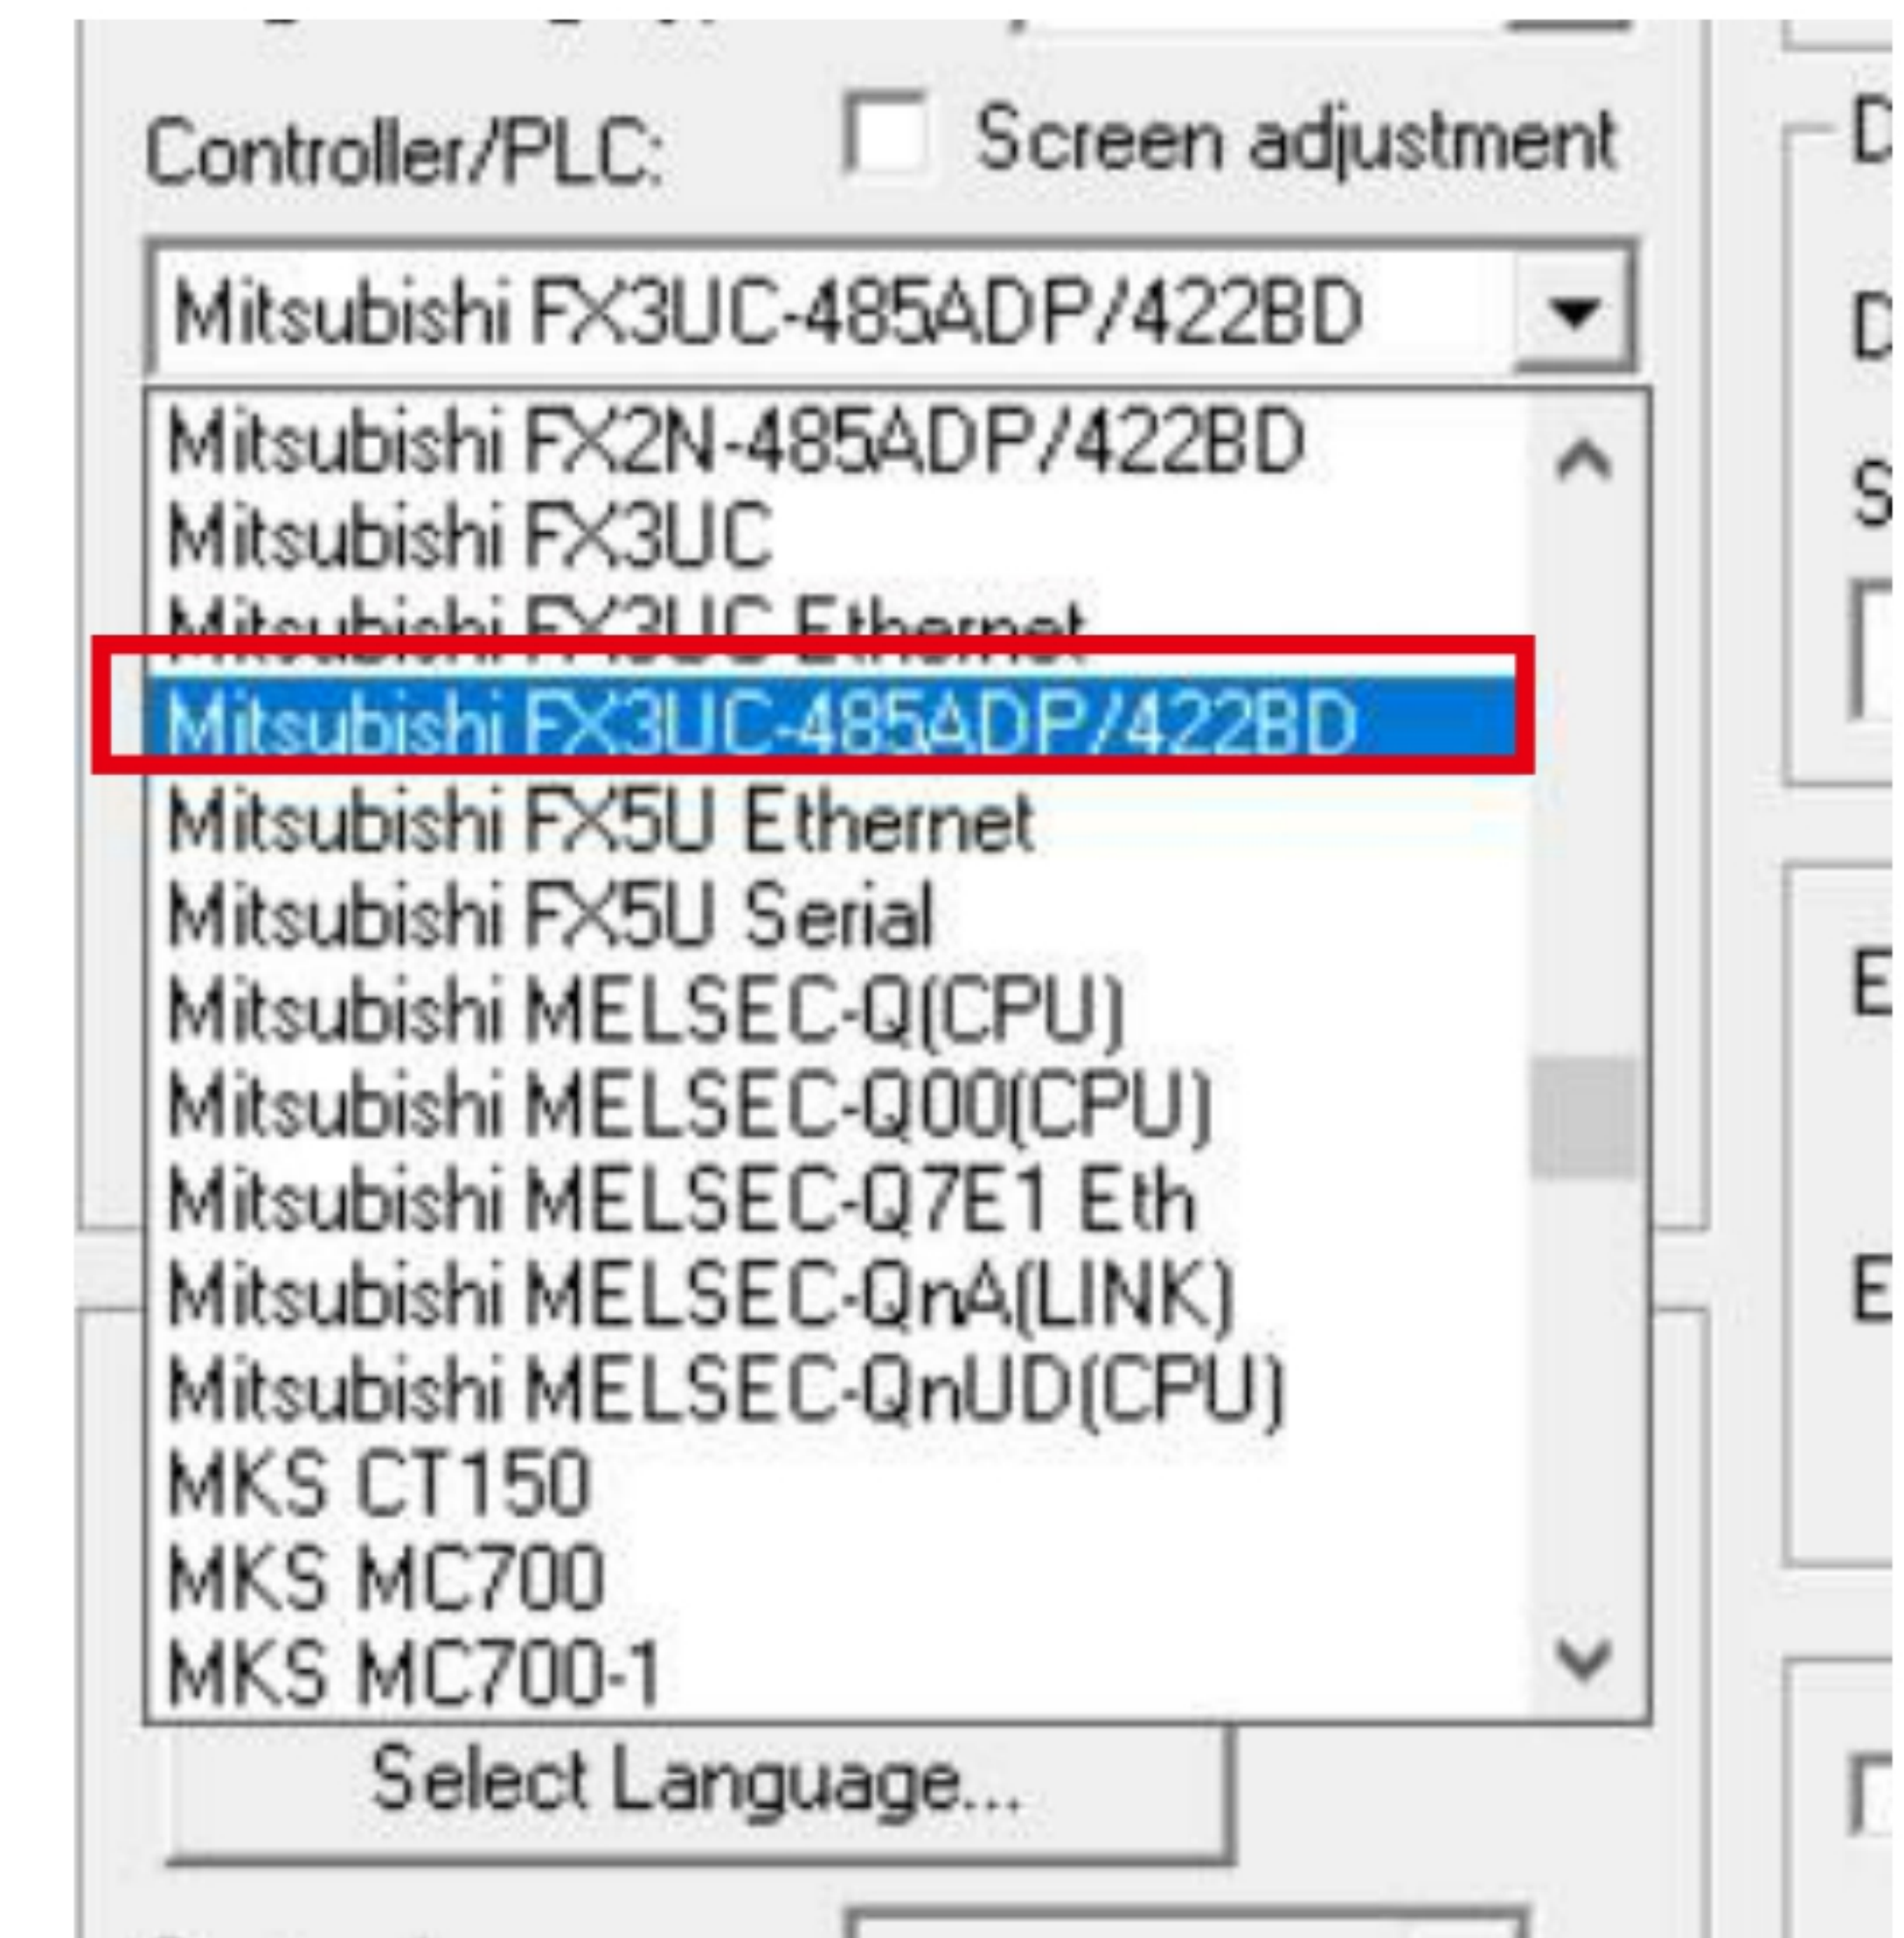 Controller/PLC:
Screen adjustment
Mitsubishi FX3UC-485ADP/422BD
Mitsubishi FX2N-485ADP/422BD
Mitsubishi FX3UC
Mitsubishi FX3UC Ethernet
Mitsubishi FX3UC-485ADP/422BD
Mitsubishi FX5U Ethernet
Mitsubishi FX5U Serial
Mitsubishi MELSEC-Q(CPU)
Mitsubishi MELSEC-Q00(CPU)
Mitsubishi MELSEC-Q7E1 Eth
Mitsubishi MELSEC-QnA(LINK)
Mitsubishi MELSEC-QnUD(CPU)
MKS CT150
MKS MC700
MKS MC700-1
Select Language...